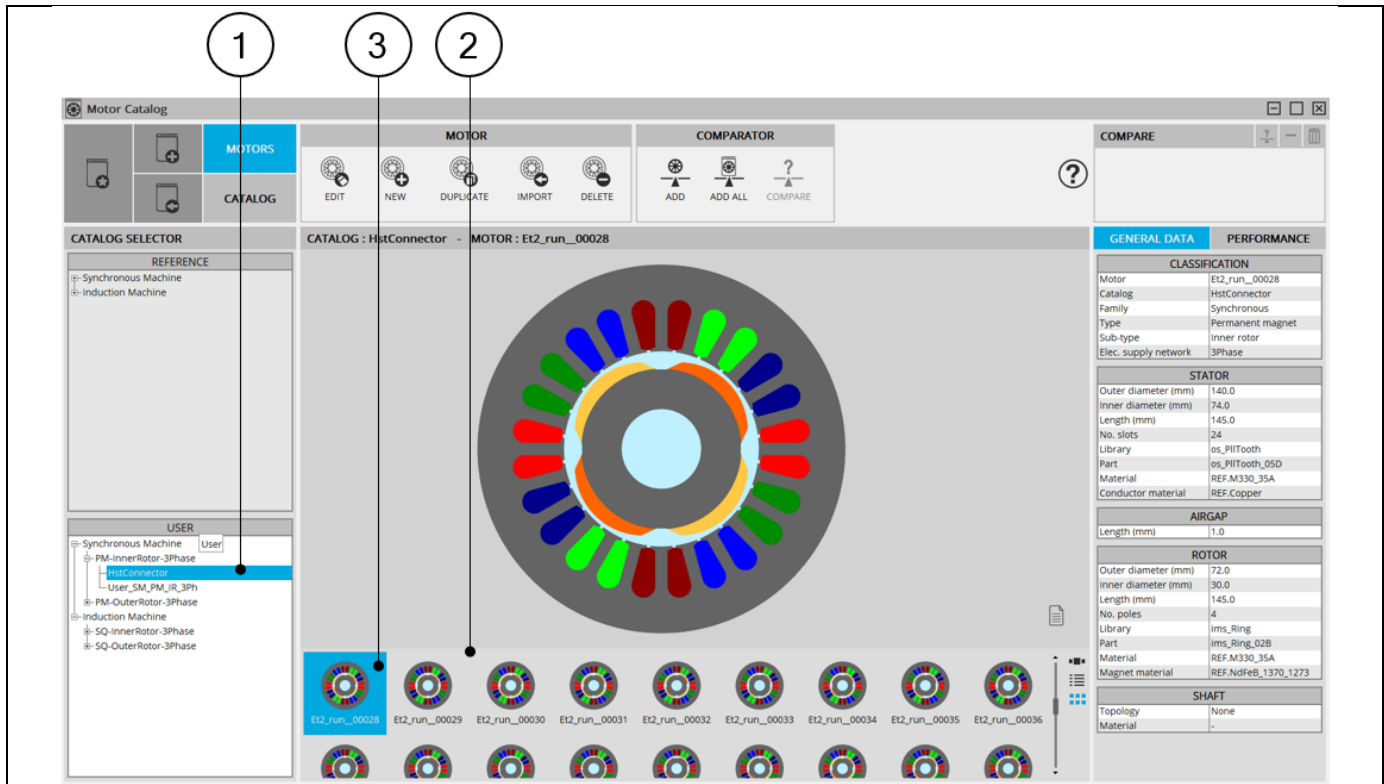 1
3
2
Motor Catalog
MOTORS
CATALOG
MOTOR
EDIT
NEW
DUPLICATE
IMPORT
DELETE
COMPARATOR
ADD
ADD ALL
?
COMPARE
?
COMPARE
?
CATALOG SELECTOR
REFERENCE
Synchronous Machine
Induction Machine
USER
Synchronous Machine
User
PM-InnerRotor-3Phase
HstConnector
User_SM_PM_IR_3Ph
PM-OuterRotor-3Phase
Induction Machine
SQ-InnerRotor-3Phase
SQ-OuterRotor-3Phase
CATALOG : HstConnector - MOTOR : Et2_run__00028
Et2_run__00028
Et2_run__00029
Et2_run__00030
Et2_run__00031
Et2_run__00032
Et2_run__00033
Et2_run__00034
Et2_run__00035
Et2_run__00036
GENERAL DATA
PERFORMANCE
CLASSIFICATION
Motor Et2_run__00028
Catalog HstConnector
Family Synchronous
Type Permanent magnet
Sub-type Inner rotor
Elec. supply network 3Phase
STATOR
Outer diameter (mm) 140.0
Inner diameter (mm) 74.0
Length (mm) 145.0
No. slots 24
Library os_PllTooth
Part os_PllTooth_05D
Material REF.M330_35A
Conductor material REF.Copper
AIRGAP
Length (mm) 1.0
ROTOR
Outer diameter (mm) 72.0
Inner diameter (mm) 30.0
Length (mm) 145.0
No. poles 4
Library ims_Ring
Part ims_Ring_02B
Material REF.M330_35A
Magnet material REF.NdFeB_1370_1273
SHAFT
Topology None
Material -